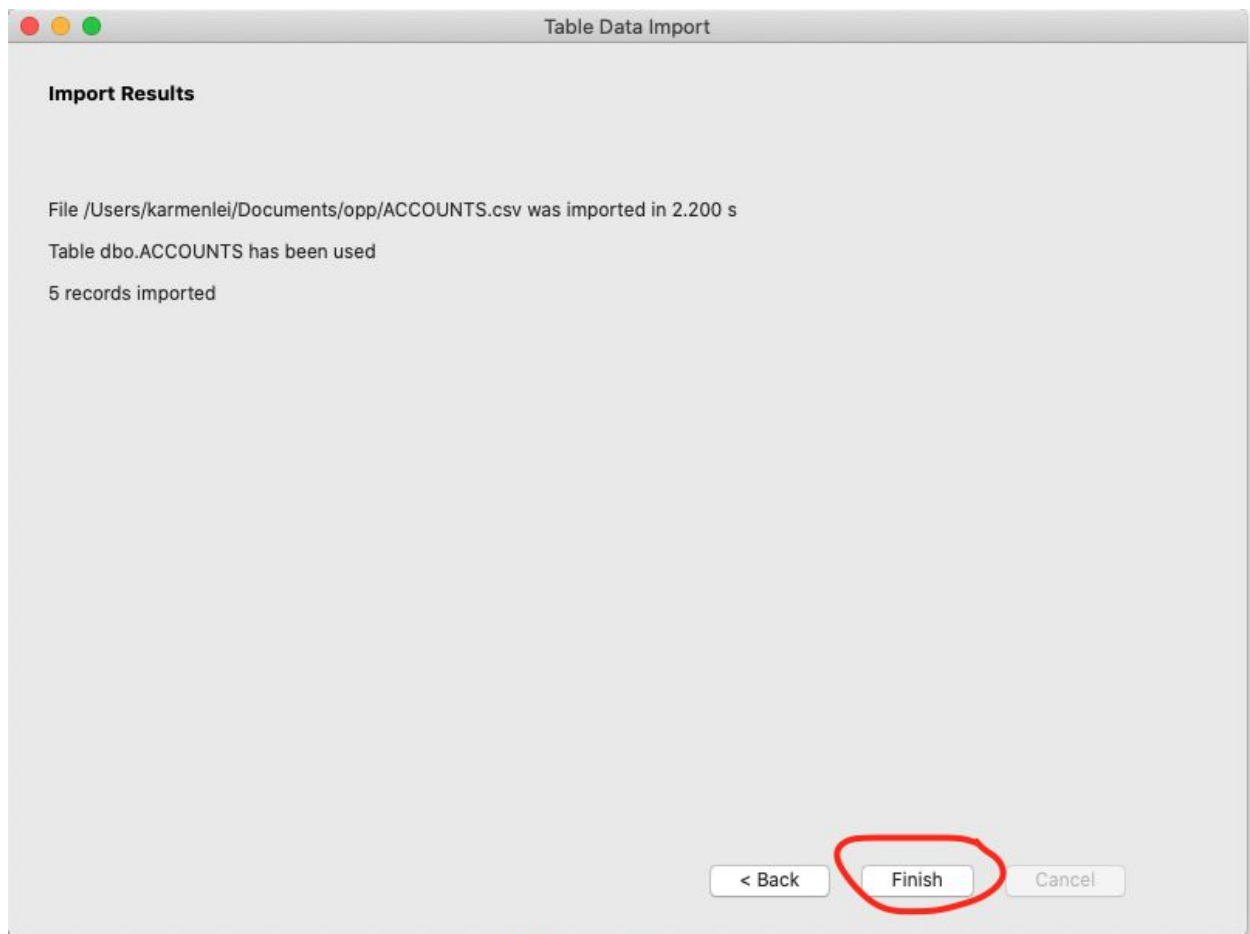 Table Data Import
Import Results
File /Users/karmenlei/Documents/opp/ACCOUNTS.csv was imported in 2.200 s
Table dbo.ACCOUNTS has been used
5 records imported
< Back
Finish
Cancel